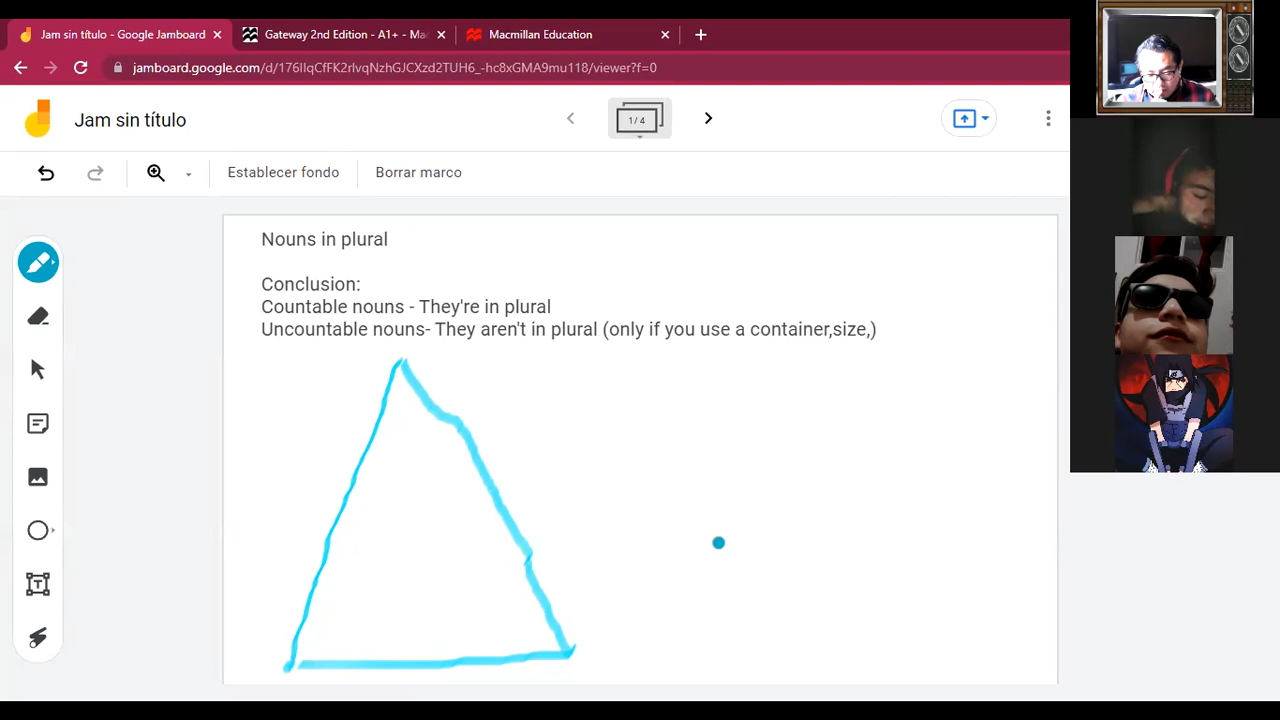 Jam sin título - Google Jamboard
Gateway 2nd Edition - A1+ - Ma
Macmillan Education
jamboard.google.com/d/176IIqCfFK2rIvqNzhGJCXzd2TUH6_-hc8xGMA9mu118/viewer?f=0
Jam sin título
1 / 4
Establecer fondo
Borrar marco
Nouns in plural
Conclusion:
Countable nouns - They're in plural
Uncountable nouns- They aren't in plural (only if you use a container,size,)